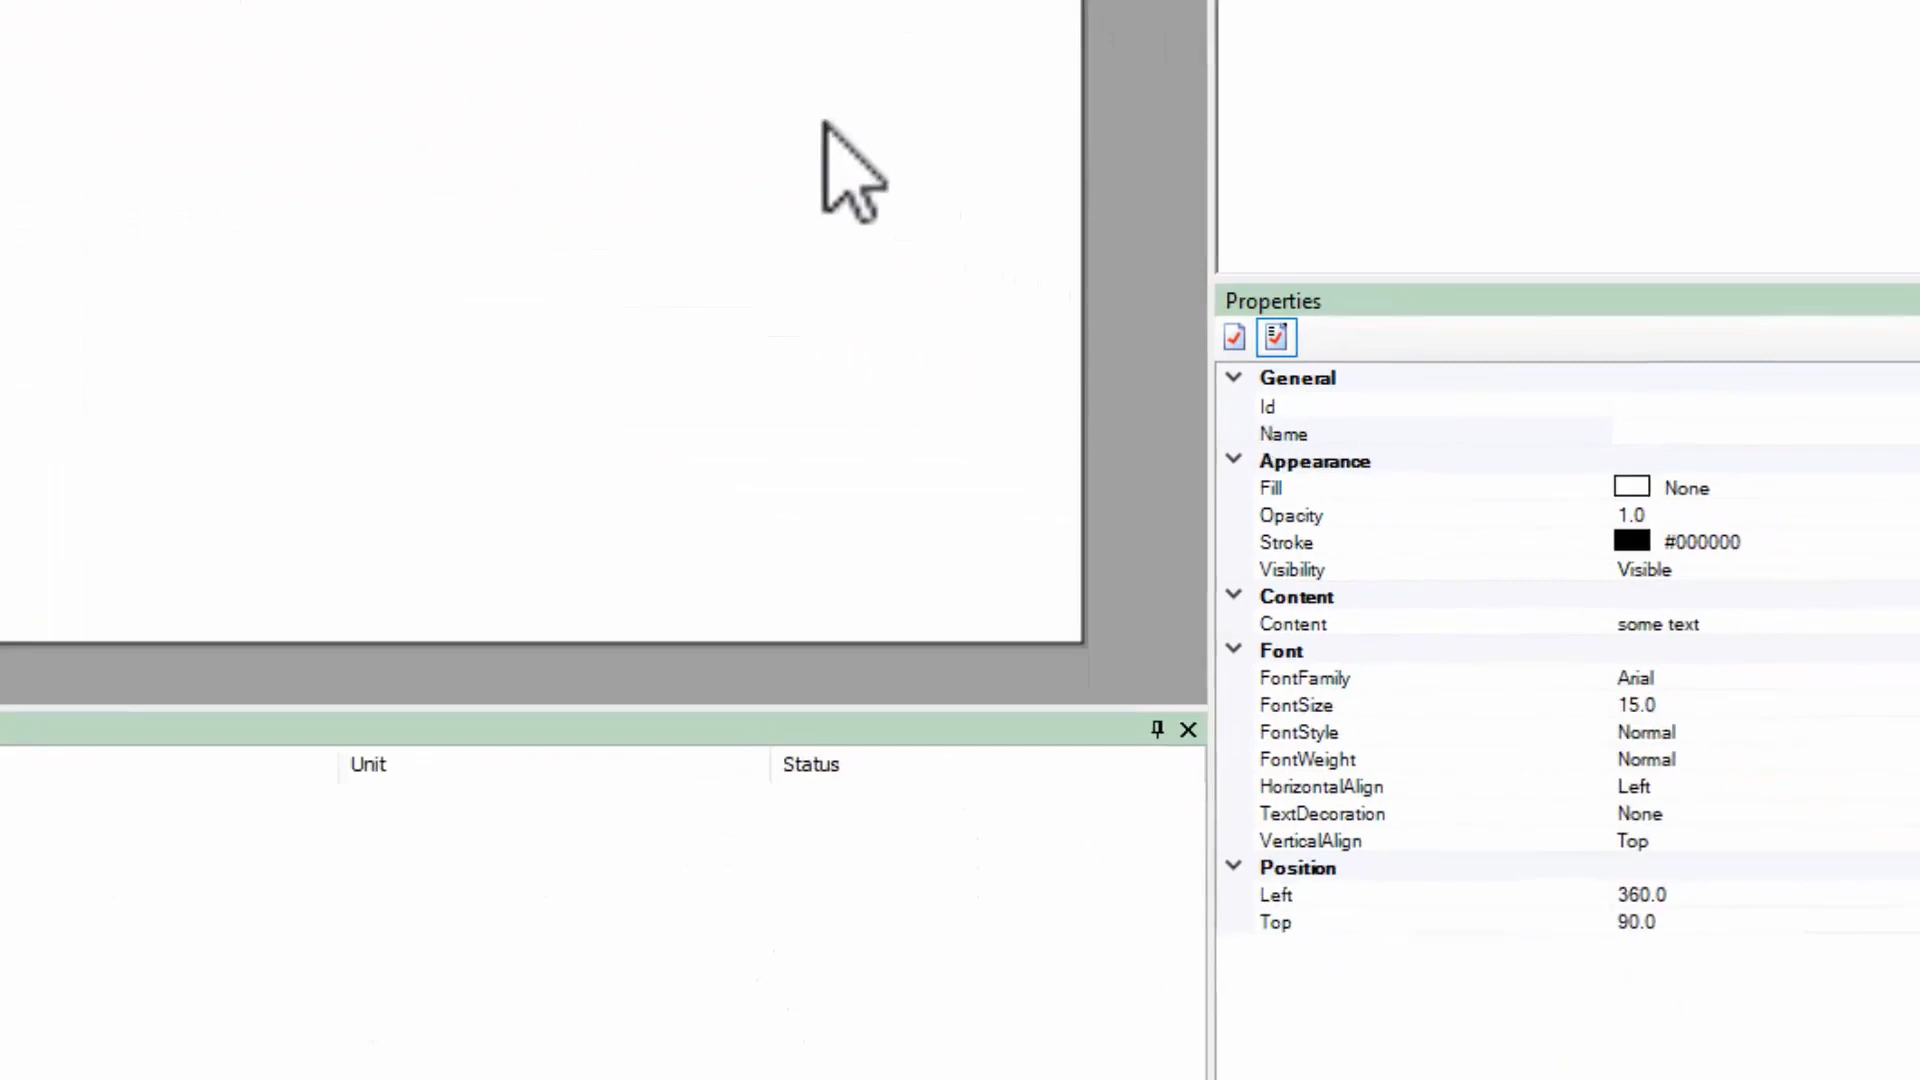 Properties
General
Id
Name
Appearance
Fill None
Opacity 1.0
Stroke #000000
Visibility Visible
Content
Content some text
Font
FontFamily Arial
FontSize 15.0
FontStyle Normal
FontWeight Normal
HorizontalAlign Left
TextDecoration None
VerticalAlign Top
Position
Left 360.0
Top 90.0
Unit Status